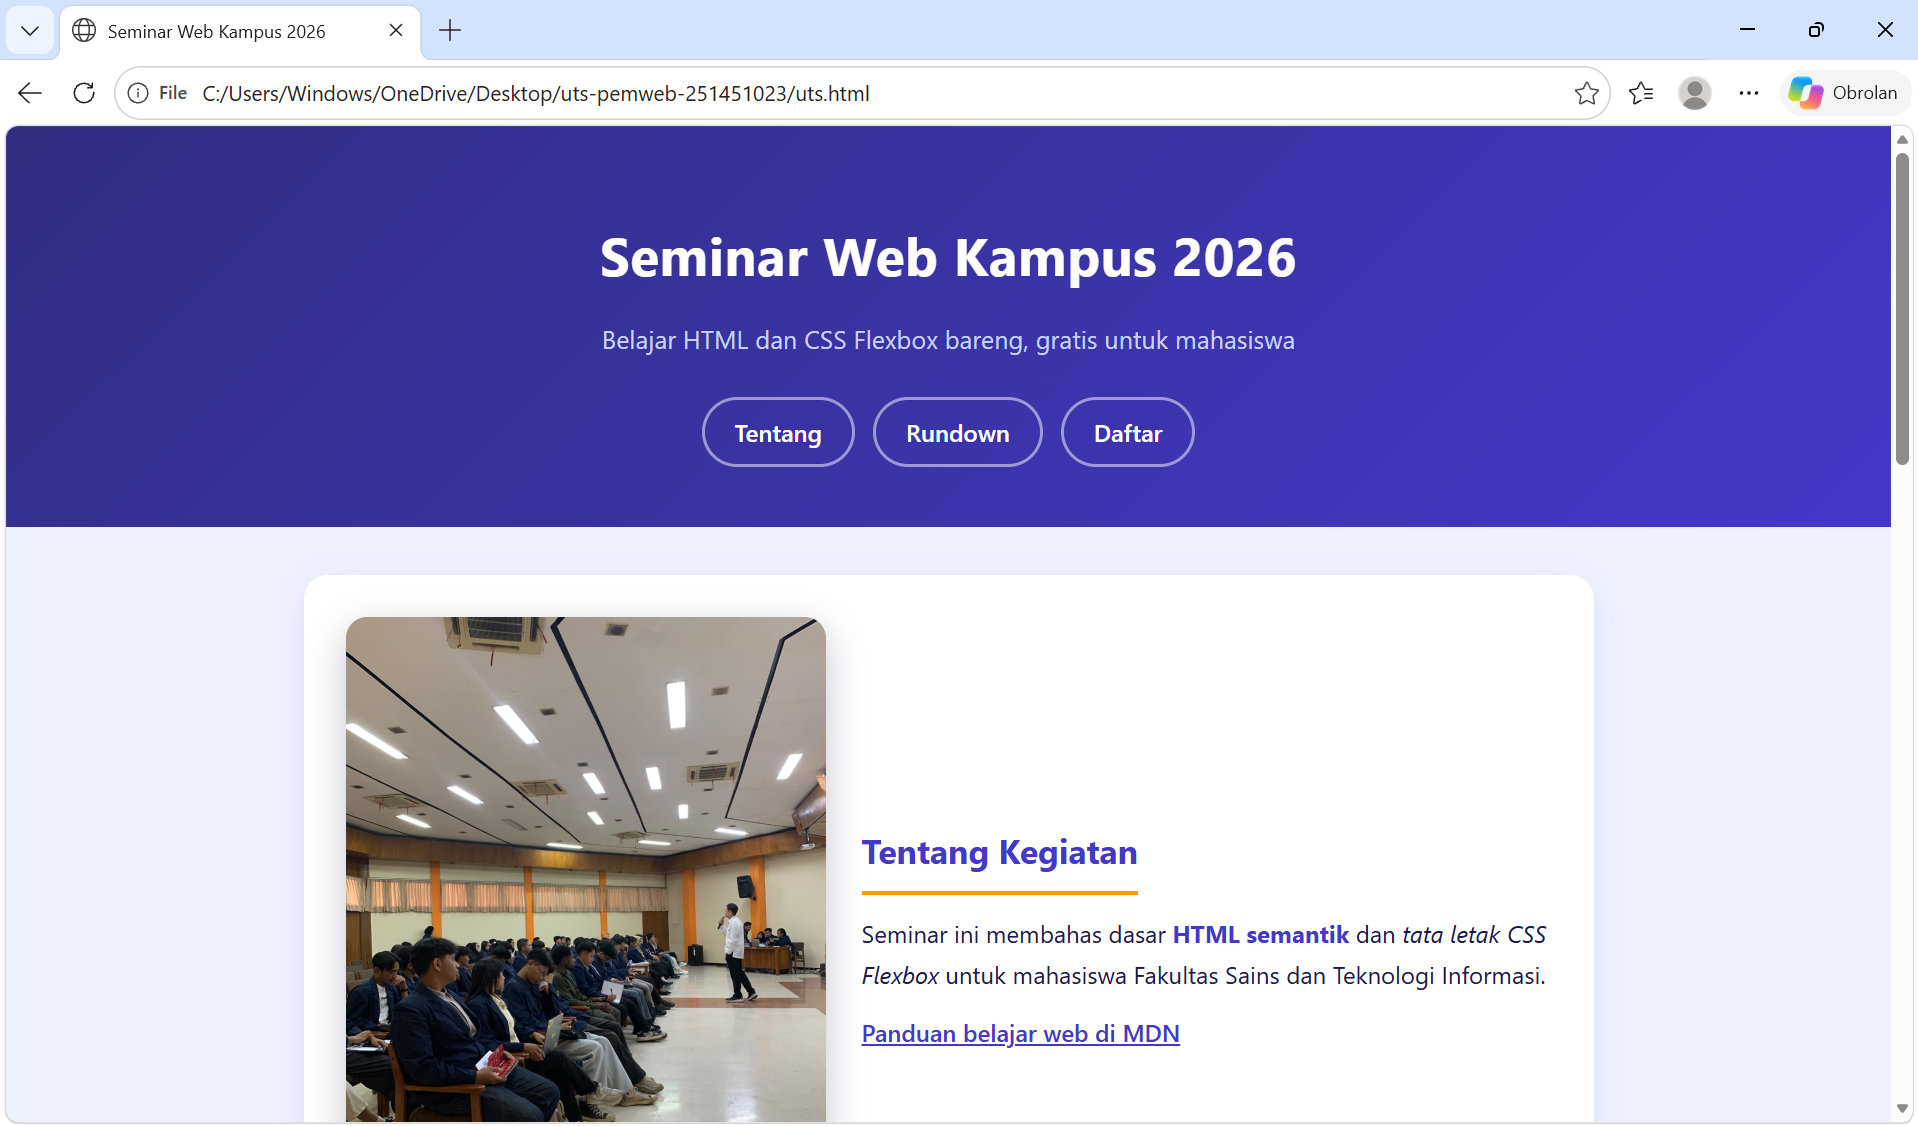 Seminar Web Kampus 2026
File C:/Users/Windows/OneDrive/Desktop/uts-pemweb-251451023/uts.html
Obrolan
Seminar Web Kampus 2026
Belajar HTML dan CSS Flexbox bareng, gratis untuk mahasiswa
Tentang Rundown Daftar
Tentang Kegiatan
Seminar ini membahas dasar HTML semantik dan tata letak CSS
Flexbox untuk mahasiswa Fakultas Sains dan Teknologi Informasi.
Panduan belajar web di MDN